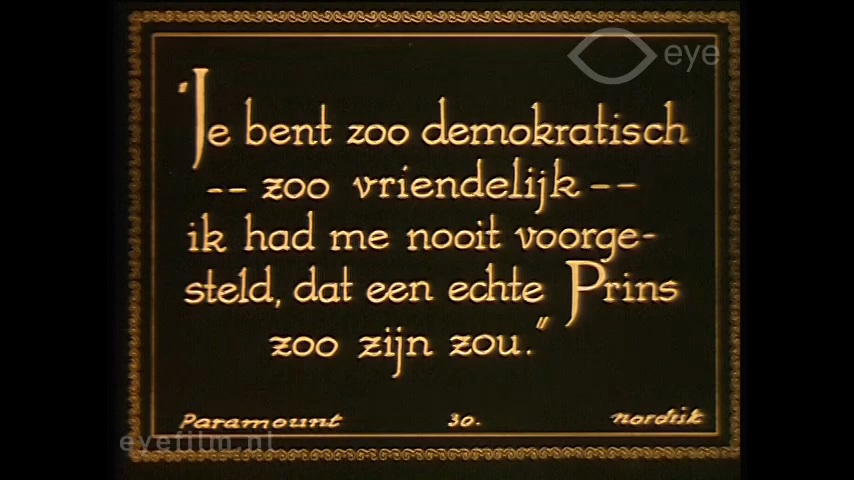 eye
"Je bent zoo demokratisch
-- zoo vriendelijk --
ik had me nooit voorge-
steld, dat een echte Prins
zoo zijn zou."
Paramount 30. Nordisk
eyefilm.nl